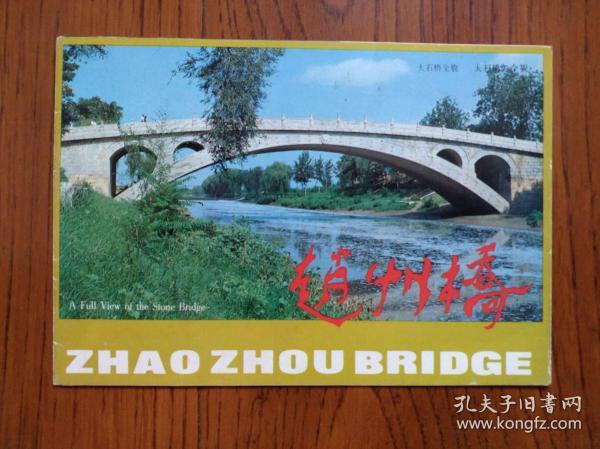 大石桥全貌 大石桥全貌
A Full View of the Stone Bridge
趙州橋
ZHAO ZHOU BRIDGE
孔夫子旧书网
www.kongfz.com